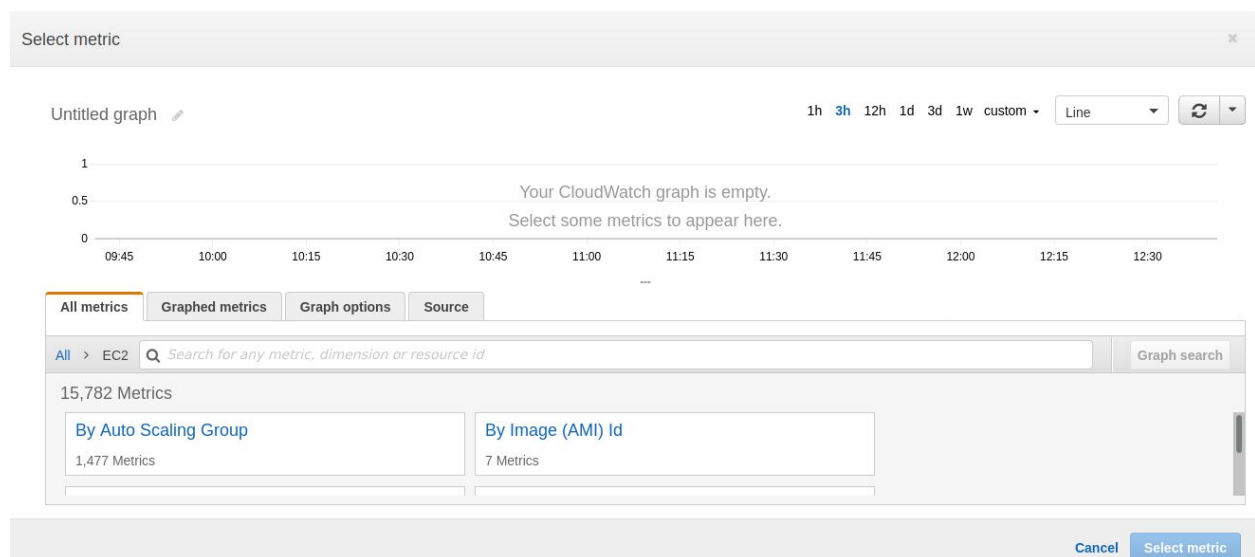 Select metric ×
Untitled graph
1h 3h 12h 1d 3d 1w custom Line
1
0.5
0
Your CloudWatch graph is empty.
Select some metrics to appear here.
09:45 10:00 10:15 10:30 10:45 11:00 11:15 11:30 11:45 12:00 12:15 12:30
All metrics Graphed metrics Graph options Source
All > EC2 Search for any metric, dimension or resource id Graph search
15,782 Metrics
By Auto Scaling Group By Image (AMI) Id
1,477 Metrics 7 Metrics
Cancel Select metric